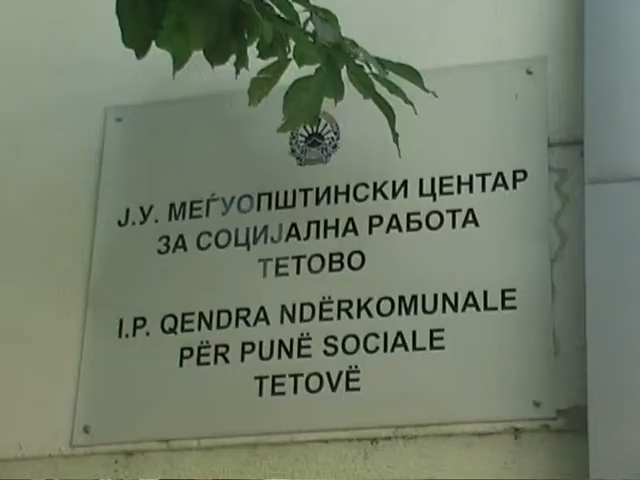 Ј.У. МЕЃУОПШТИНСКИ ЦЕНТАР
ЗА СОЦИЈАЛНА РАБОТА
ТЕТОВО
I.P. QENDRA NDËRKOMUNALE
PËR PUNË SOCIALE
TETOVË